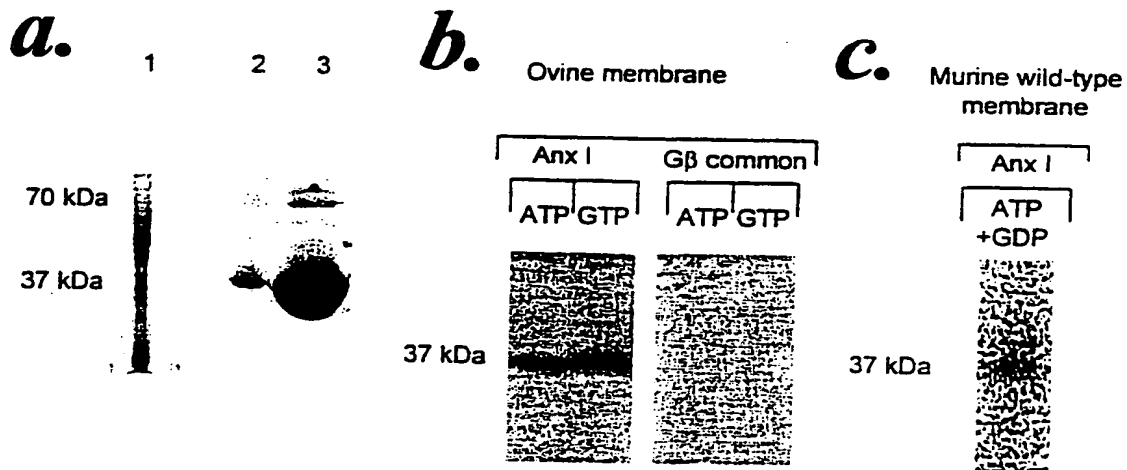 a.
1 2 3
70 kDa
37 kDa
b.
Ovine membrane
Anx I Gβ common
ATP GTP ATP GTP
37 kDa
c.
Murine wild-type
membrane
Anx I
ATP
+GDP
37 kDa